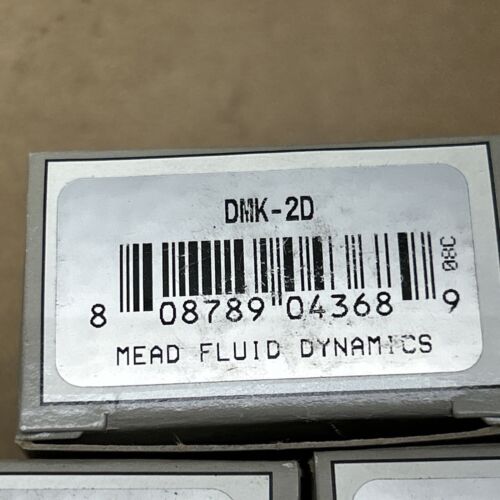 DMK-2D
08C
8 08789 04368 9
MEAD FLUID DYNAMICS